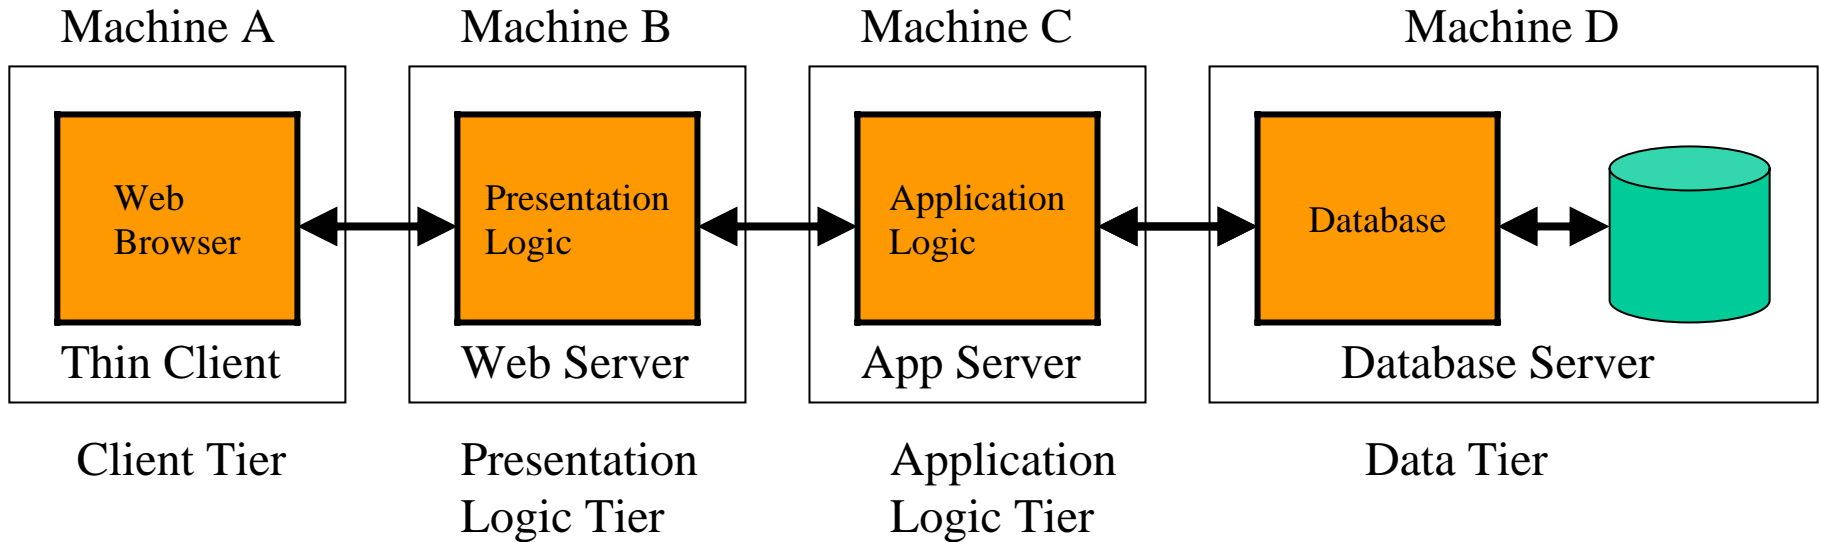 Machine A
Machine B
Machine C
Machine D
Web
Browser
Presentation
Logic
Application
Logic
Database
Thin Client
Web Server
App Server
Database Server
Client Tier
Presentation
Logic Tier
Application
Logic Tier
Data Tier